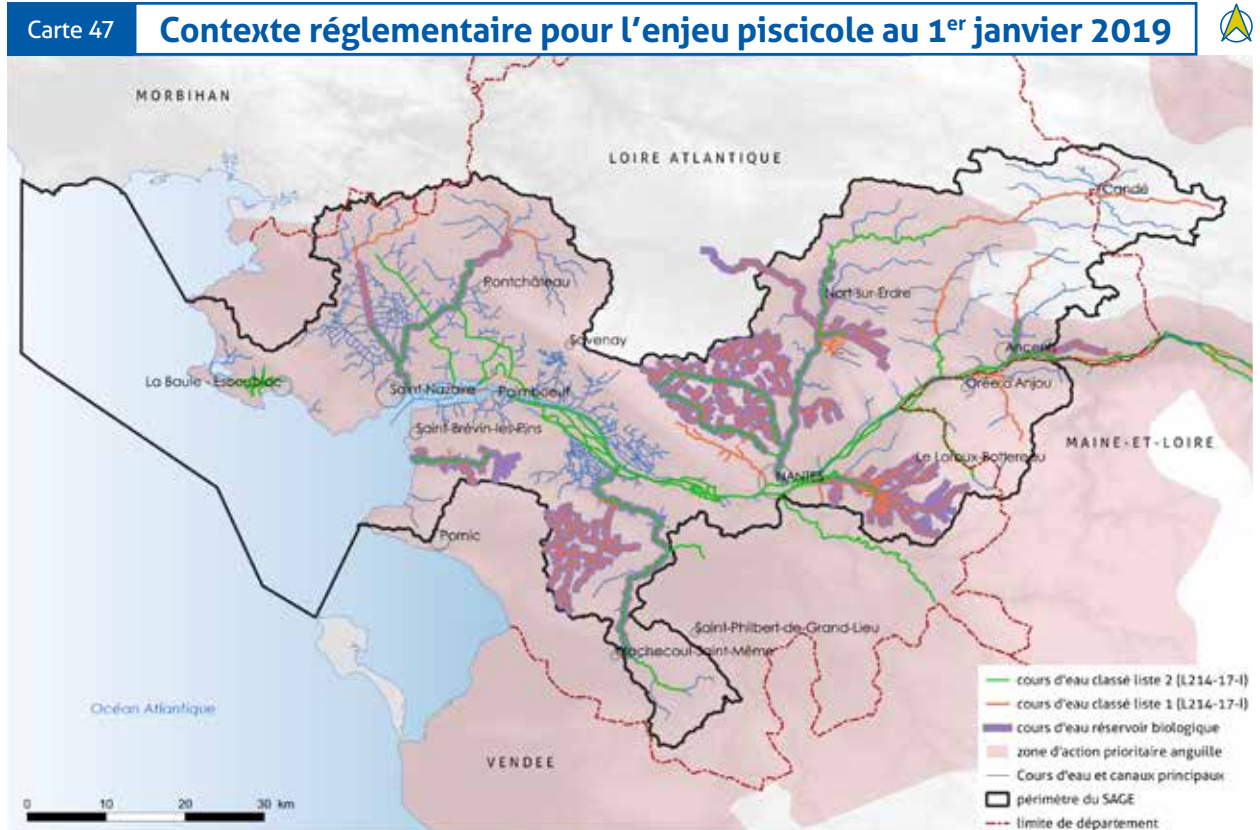 Carte 47
Contexte réglementaire pour l'enjeu piscicole au 1er janvier 2019
MORBIHAN
LOIRE ATLANTIQUE
Candé
Pontchâteau
Nort-sur-Erdre
Savenay
Ancenis
La Baule - Escoublac
Saint-Nazaire
Paimboeuf
Orée d'Anjou
Saint-Brévin-les-Pins
MAINE-ET-LOIRE
Le Loroux-Bottereau
NANTES
Pornic
Saint-Philbert-de-Grand-Lieu
Machecoul-Saint-Même
Océan Atlantique
VENDEE
cours d'eau classé liste 2 (L214-17-I)
cours d'eau classé liste 1 (L214-17-I)
cours d'eau réservoir biologique
zone d'action prioritaire anguille
Cours d'eau et canaux principaux
périmètre du SAGE
limite de département
0 10 20 30 km